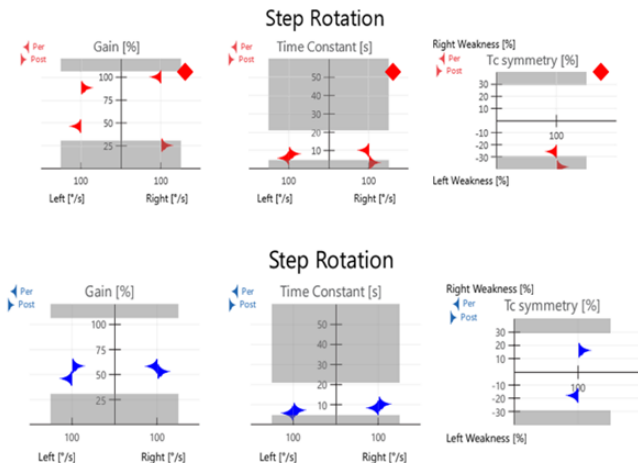 Step Rotation
Per
Post
Gain [%]
100
75
50
25
100
100
Left [°/s]
Right [°/s]
Per
Post
Time Constant [s]
50
40
30
20
10
100
100
Left [°/s]
Right [°/s]
Right Weakness [%]
Per
Post
Tc symmetry [%]
30
20
10
100
-10
-20
-30
Left Weakness [%]
Step Rotation
Per
Post
Gain [%]
100
75
50
25
100
100
Left [°/s]
Right [°/s]
Per
Post
Time Constant [s]
50
40
30
20
10
100
100
Left [°/s]
Right [°/s]
Right Weakness [%]
Per
Post
Tc symmetry [%]
30
20
10
100
-10
-20
-30
Left Weakness [%]